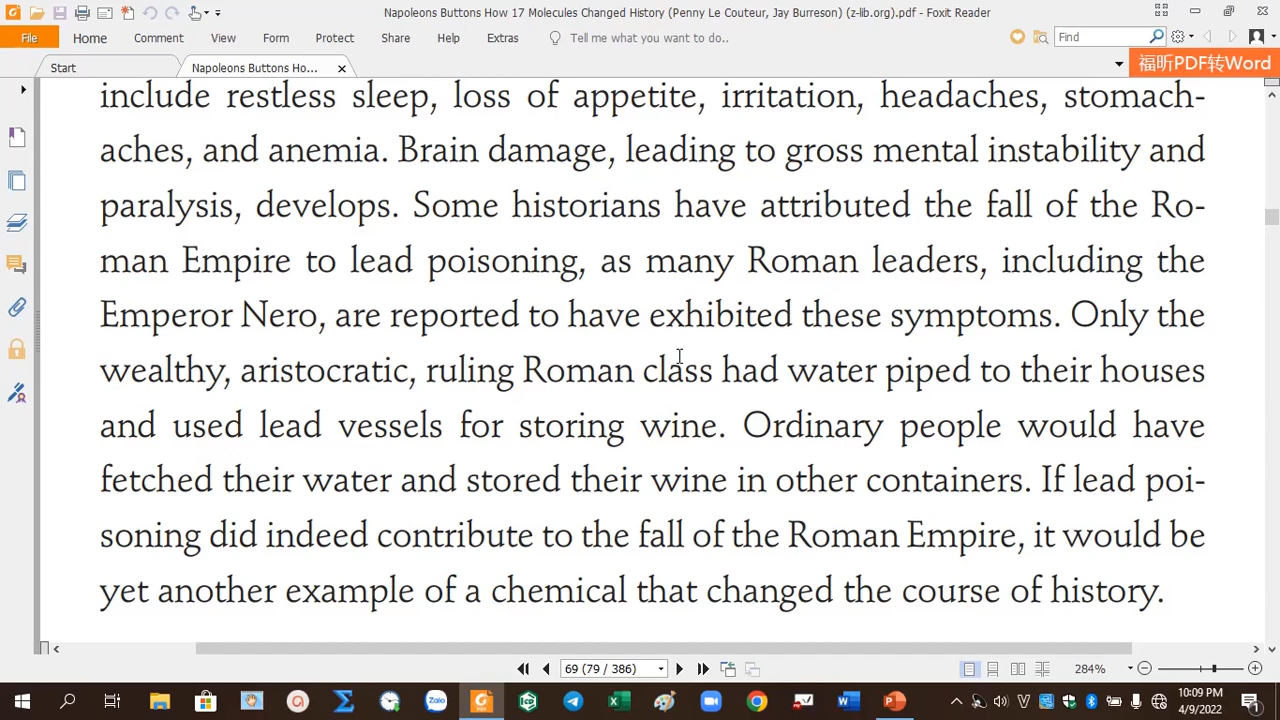 Napoleons Buttons How 17 Molecules Changed History (Penny Le Couteur, Jay Burreson) (z-lib.org).pdf - Foxit Reader
File Home Comment View Form Protect Share Help Extras Tell me what you want to do.. Find
Start Napoleons Buttons Ho... 福昕PDF转Word
include restless sleep, loss of appetite, irritation, headaches, stomach-
aches, and anemia. Brain damage, leading to gross mental instability and
paralysis, develops. Some historians have attributed the fall of the Ro-
man Empire to lead poisoning, as many Roman leaders, including the
Emperor Nero, are reported to have exhibited these symptoms. Only the
wealthy, aristocratic, ruling Roman class had water piped to their houses
and used lead vessels for storing wine. Ordinary people would have
fetched their water and stored their wine in other containers. If lead poi-
soning did indeed contribute to the fall of the Roman Empire, it would be
yet another example of a chemical that changed the course of history.
69 (79 / 386) 284%
10:09 PM
4/9/2022